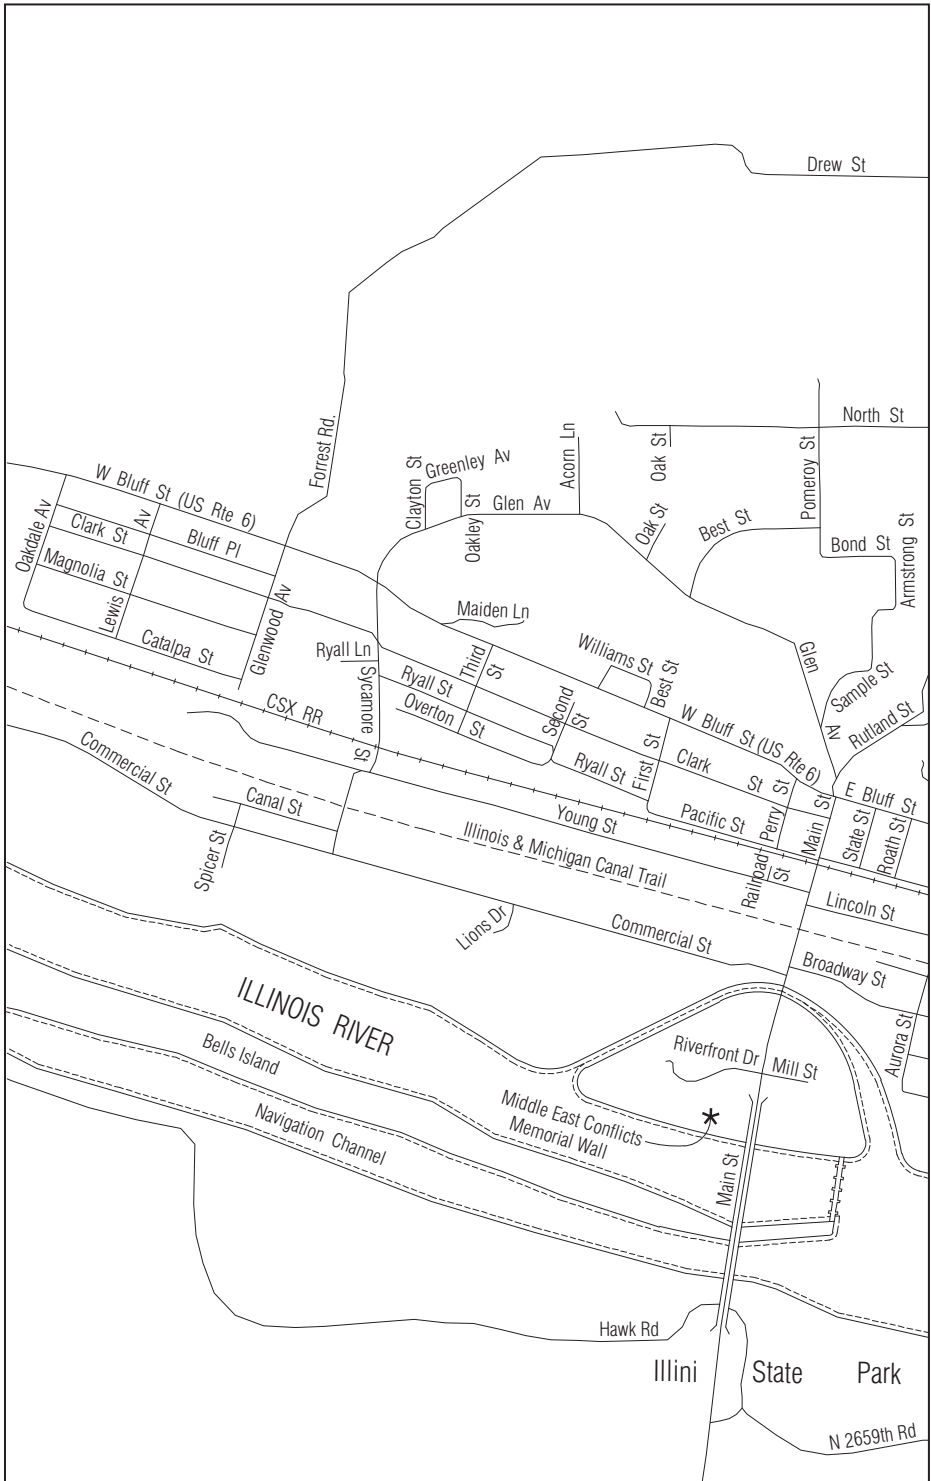 Drew St
Forrest Rd.
North St
Oak St
Acorn Ln
Pomeroy St
Clayton St
Greenley Av
Oakley St
Glen Av
Oak St
Best St
Bond St
Armstrong St
W Bluff St (US Rte 6)
Oakdale Av
Clark St
Lewis Av
Bluff Pl
Magnolia St
Catalpa St
Glenwood Av
Maiden Ln
Ryall Ln
Sycamore St
Ryall St
Overton St
Third St
Second St
Williams St
Best St
Glen Av
Sample St
Rutland St
W Bluff St (US Rte 6)
CSX RR
Commercial St
Canal St
Spicer St
Ryall St
First St
Clark St
Perry St
Pacific St
Main St
E Bluff St
State St
Roath St
Young St
Illinois & Michigan Canal Trail
Railroad St
Lincoln St
Lions Dr
Commercial St
Broadway St
Aurora St
ILLINOIS RIVER
Bells Island
Navigation Channel
Riverfront Dr
Mill St
Middle East Conflicts
Memorial Wall
*
Main St
Hawk Rd
Illini State Park
N 2659th Rd